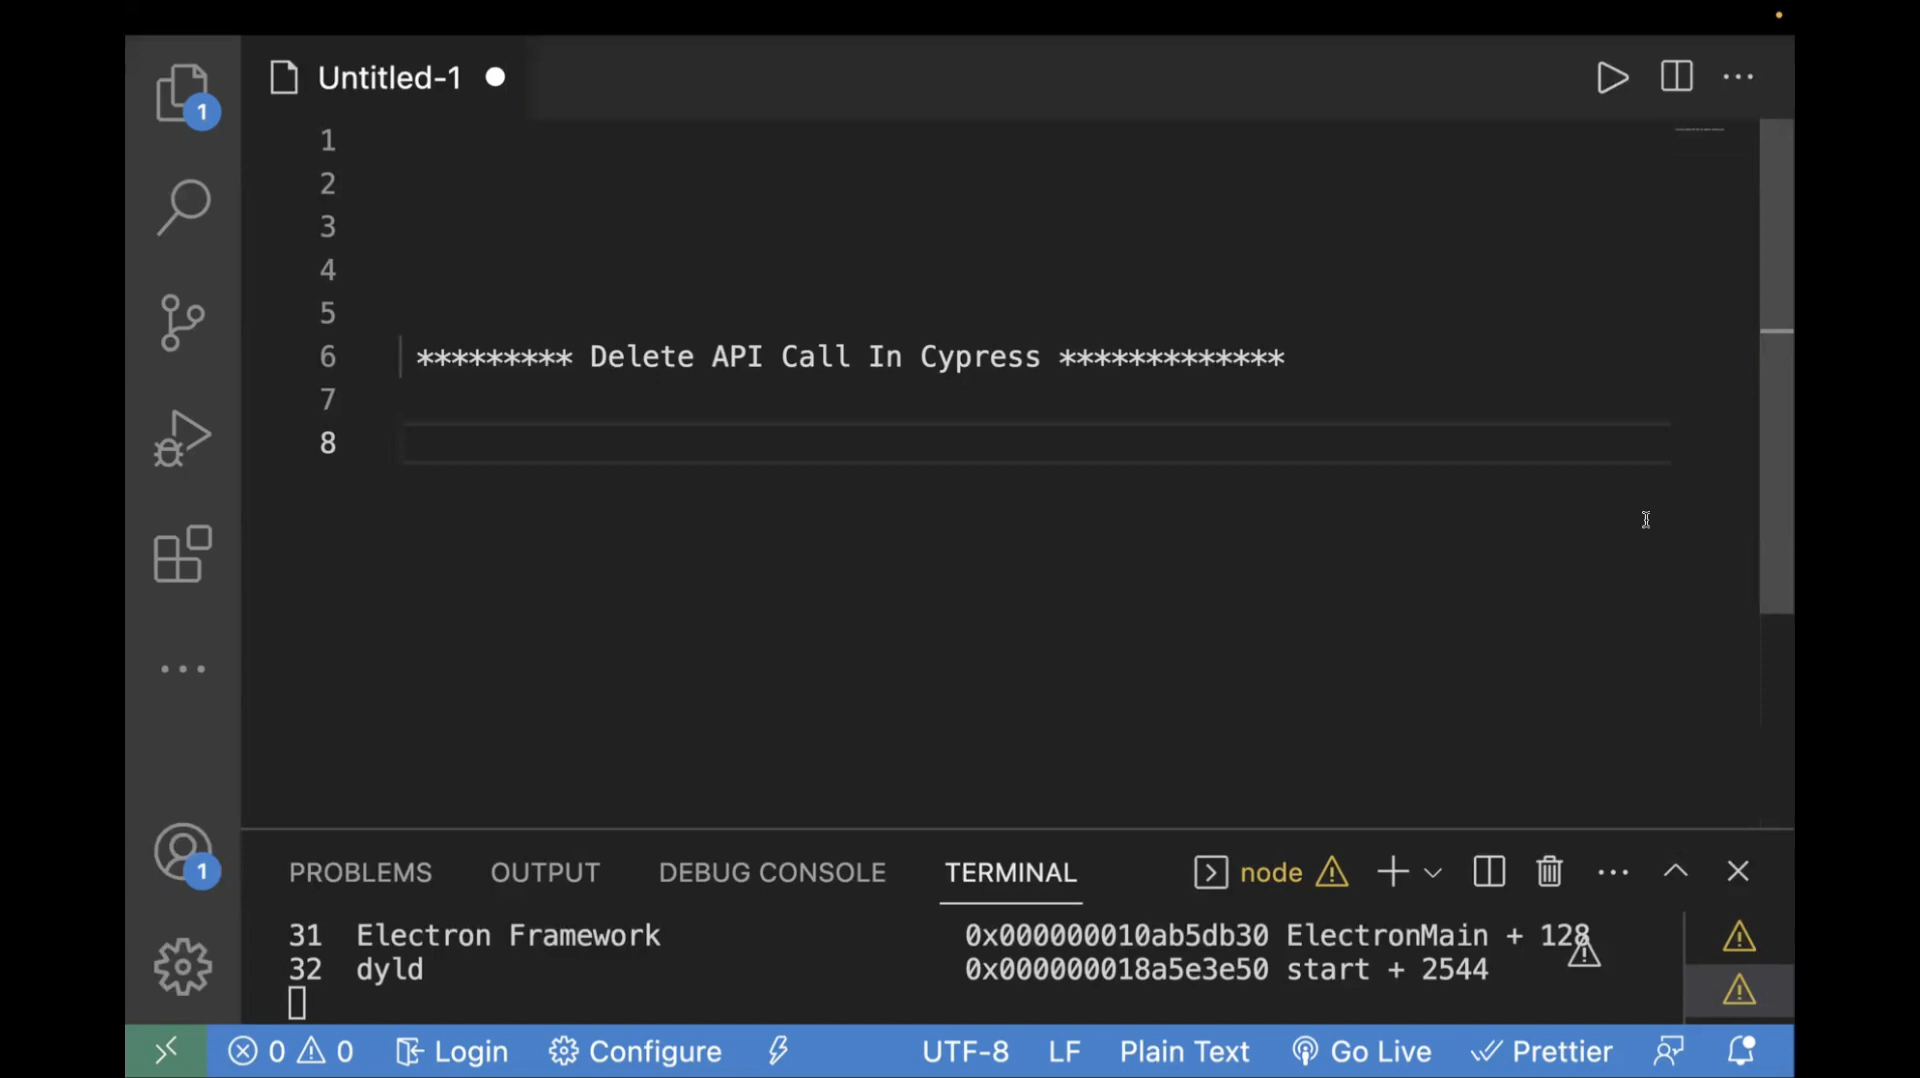 Untitled-1
1
1
2
3
4
5
6 ********* Delete API Call In Cypress *************
7
8
PROBLEMS OUTPUT DEBUG CONSOLE TERMINAL node
31 Electron Framework 0x000000010ab5db30 ElectronMain + 128
32 dyld 0x000000018a5e3e50 start + 2544
1
0 0 Login Configure UTF-8 LF Plain Text Go Live Prettier